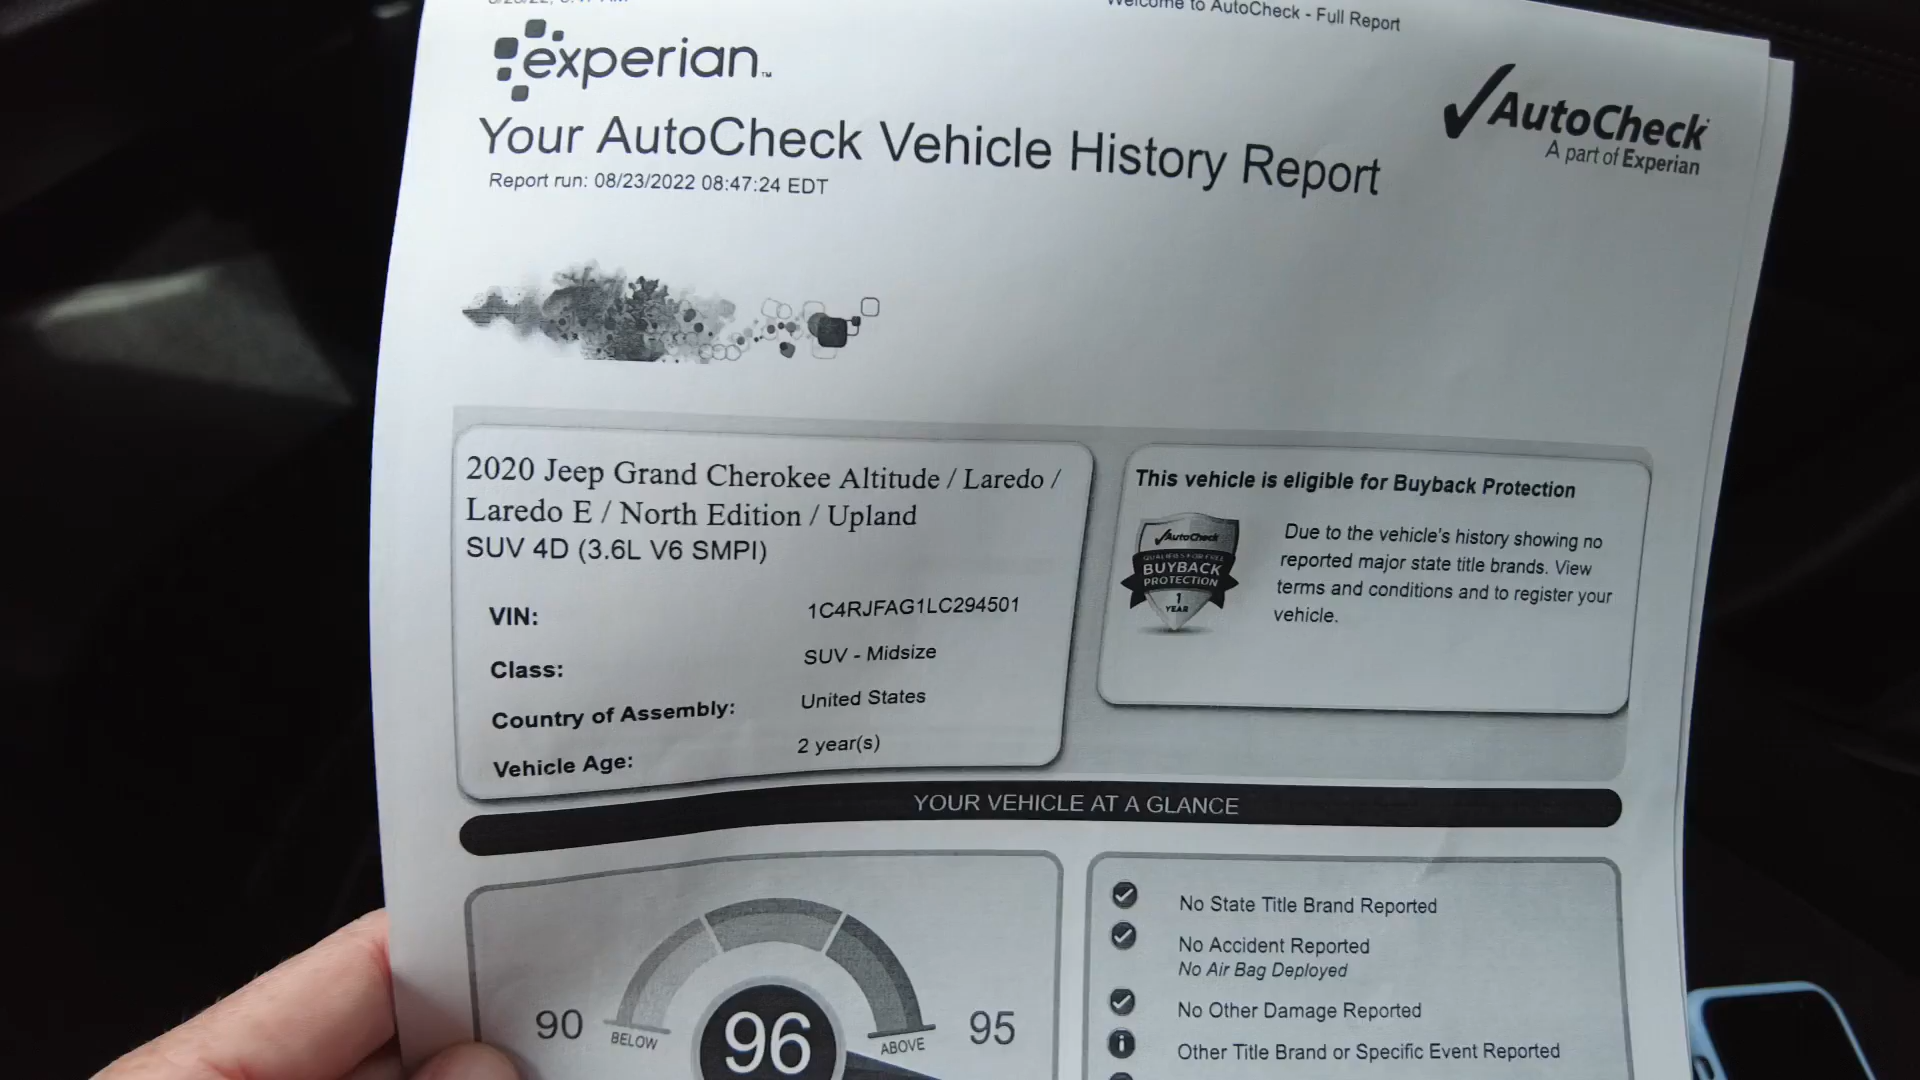 Welcome to AutoCheck - Full Report
experian™
AutoCheck
A part of Experian
Your AutoCheck Vehicle History Report
Report run: 08/23/2022 08:47:24 EDT
2020 Jeep Grand Cherokee Altitude / Laredo /
Laredo E / North Edition / Upland
SUV 4D (3.6L V6 SMPI)
VIN: 1C4RJFAG1LC294501
Class: SUV - Midsize
Country of Assembly: United States
Vehicle Age: 2 year(s)
This vehicle is eligible for Buyback Protection
AutoCheck
QUALIFIES FOR FREE
BUYBACK
PROTECTION
1
YEAR
Due to the vehicle's history showing no
reported major state title brands. View
terms and conditions and to register your
vehicle.
YOUR VEHICLE AT A GLANCE
90
BELOW
96
ABOVE
95
No State Title Brand Reported
No Accident Reported
No Air Bag Deployed
No Other Damage Reported
Other Title Brand or Specific Event Reported